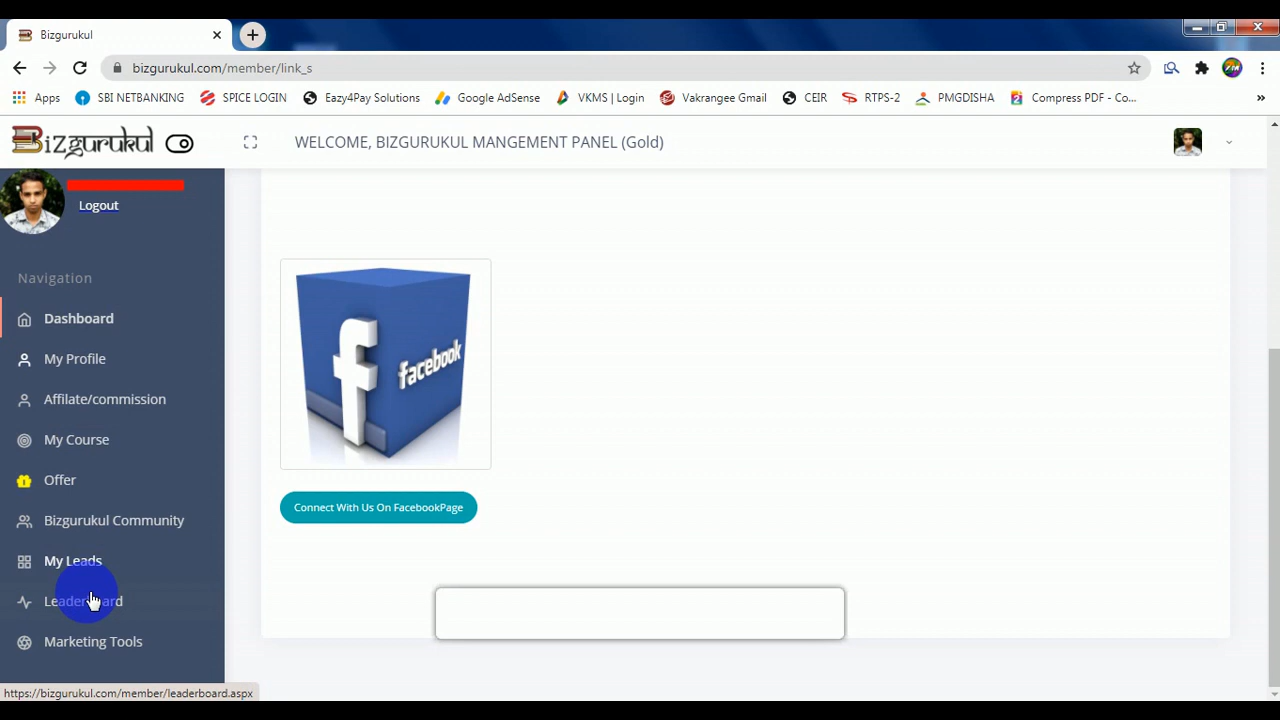 Bizgurukul
bizgurukul.com/member/link_s
Apps SBI NETBANKING SPICE LOGIN Eazy4Pay Solutions Google AdSense VKMS | Login Vakrangee Gmail CEIR RTPS-2 PMGDISHA Compress PDF - Co... »
Bizgurukul WELCOME, BIZGURUKUL MANGEMENT PANEL (Gold)
Logout
Navigation
Dashboard
My Profile
Affilate/commission
My Course
Offer
Bizgurukul Community
My Leads
Leaderboard
Marketing Tools
f facebook
Connect With Us On FacebookPage
https://bizgurukul.com/member/leaderboard.aspx